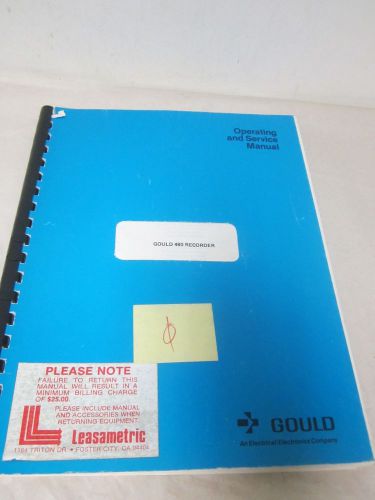 Operating
and Service
Manual
GOULD RECORDER
PLEASE NOTE
FAILURE TO RETURN THIS
MANUAL WILL RESULT IN A
MINIMUM BILLING CHARGE
OF $25.00.
PLEASE INCLUDE MANUAL
AND ACCESSORIES WHEN
RETURNING EQUIPMENT.
Leasametric
TRITON DR. • FOSTER CITY, CA 94404
GOULD
An Electrical/Electronics Company